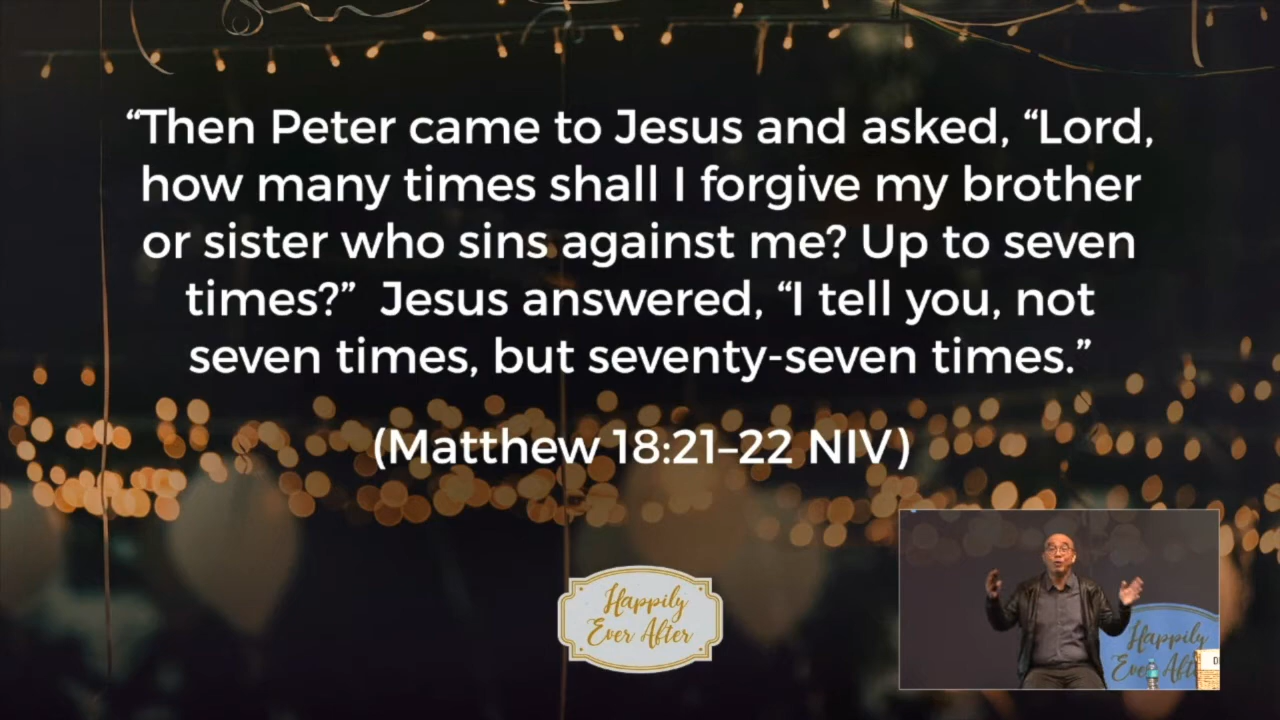 “Then Peter came to Jesus and asked, “Lord,
how many times shall I forgive my brother
or sister who sins against me? Up to seven
times?”  Jesus answered, “I tell you, not
seven times, but seventy-seven times.”
(Matthew 18:21–22 NIV)
Happily
Ever After
Happily
Ever